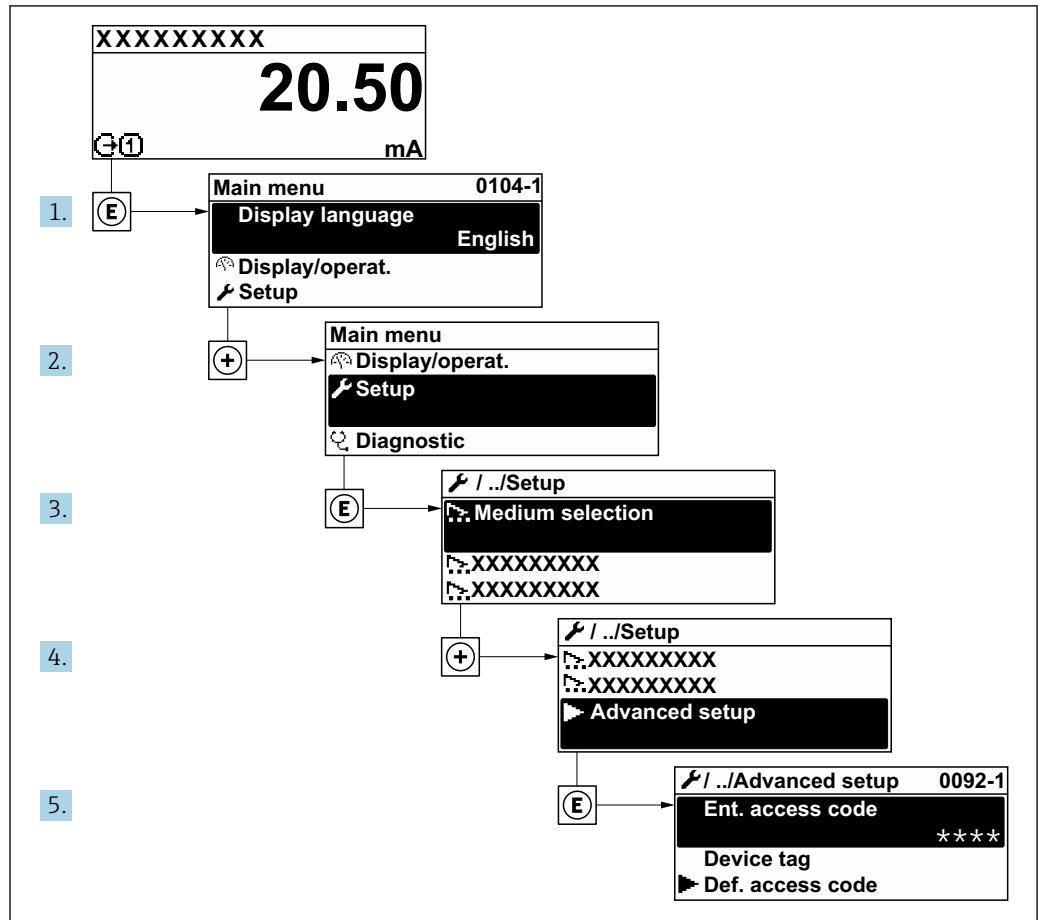 XXXXXXXXX
20.50
1 mA
1. E Main menu 0104-1
Display language
English
Display/operat.
Setup
2. + Main menu
Display/operat.
Setup
Diagnostic
3. E / ../Setup
Medium selection
XXXXXXXXX
XXXXXXXXX
4. + / ../Setup
XXXXXXXXX
XXXXXXXXX
Advanced setup
5. E / ../Advanced setup 0092-1
Ent. access code
****
Device tag
Def. access code